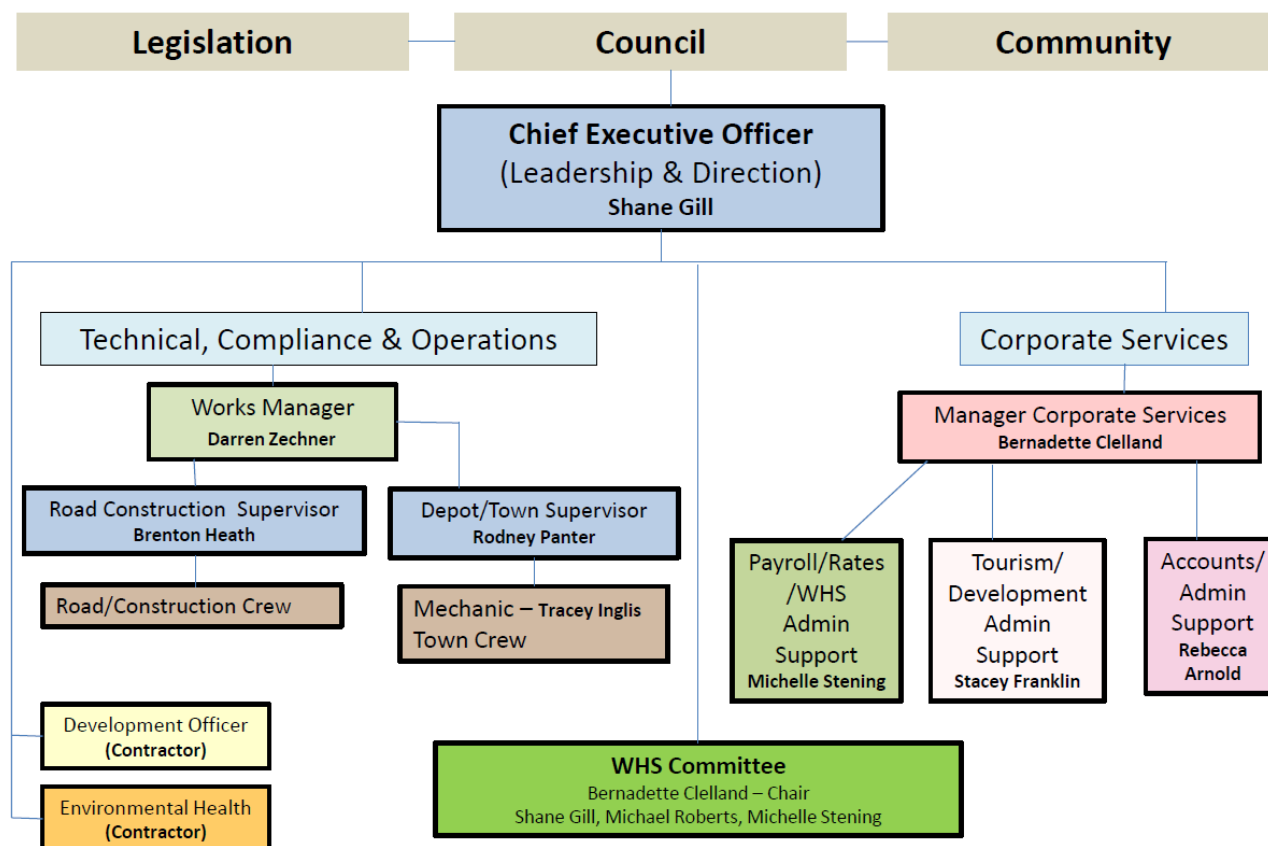 Legislation
Council
Community
Chief Executive Officer
(Leadership & Direction)
Shane Gill
Technical, Compliance & Operations
Corporate Services
Works Manager
Darren Zechner
Manager Corporate Services
Bernadette Clelland
Road Construction Supervisor
Brenton Heath
Depot/Town Supervisor
Rodney Panter
Road/Construction Crew
Mechanic – Tracey Inglis
Town Crew
Payroll/Rates
/WHS
Admin
Support
Michelle Stening
Tourism/
Development
Admin
Support
Stacey Franklin
Accounts/
Admin
Support
Rebecca
Arnold
Development Officer
(Contractor)
Environmental Health
(Contractor)
WHS Committee
Bernadette Clelland – Chair
Shane Gill, Michael Roberts, Michelle Stening